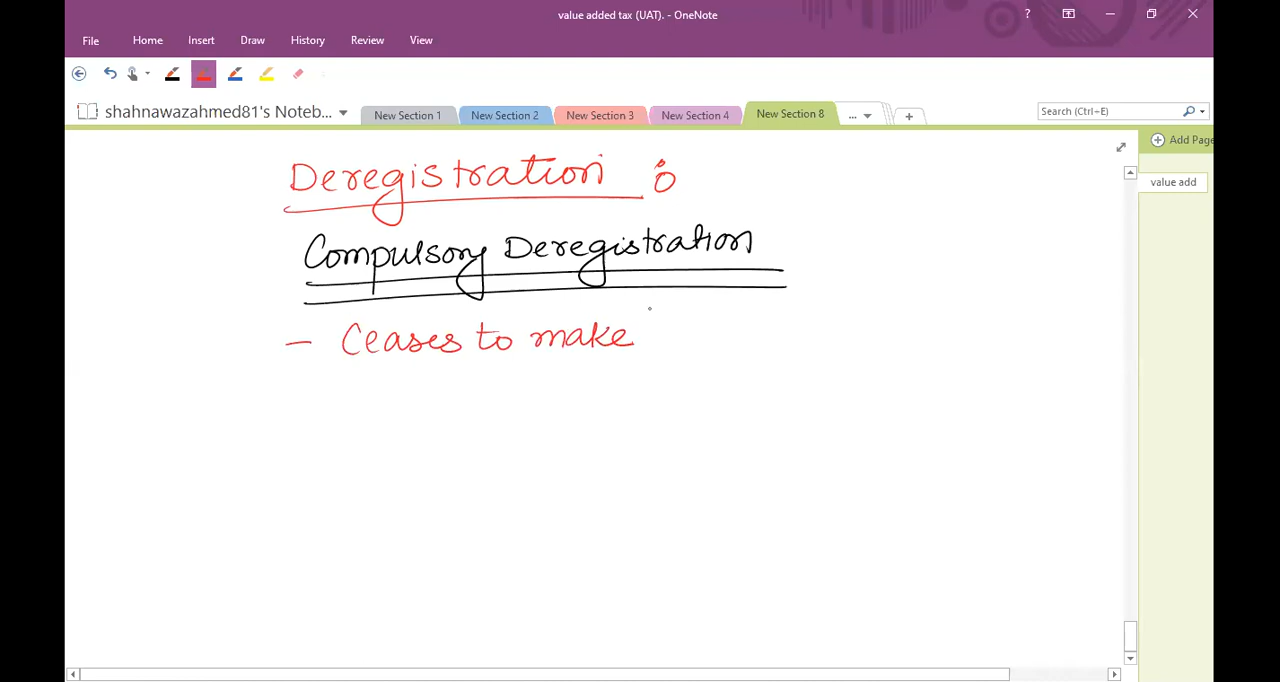 value added tax (UAT). - OneNote
?
File Home Insert Draw History Review View
shahnawazahmed81's Noteb...
New Section 1 New Section 2 New Section 3 New Section 4 New Section 8 ... +
Search (Ctrl+E)
Add Page
value add
Deregistration :
Compulsory Deregistration
- Ceases to make